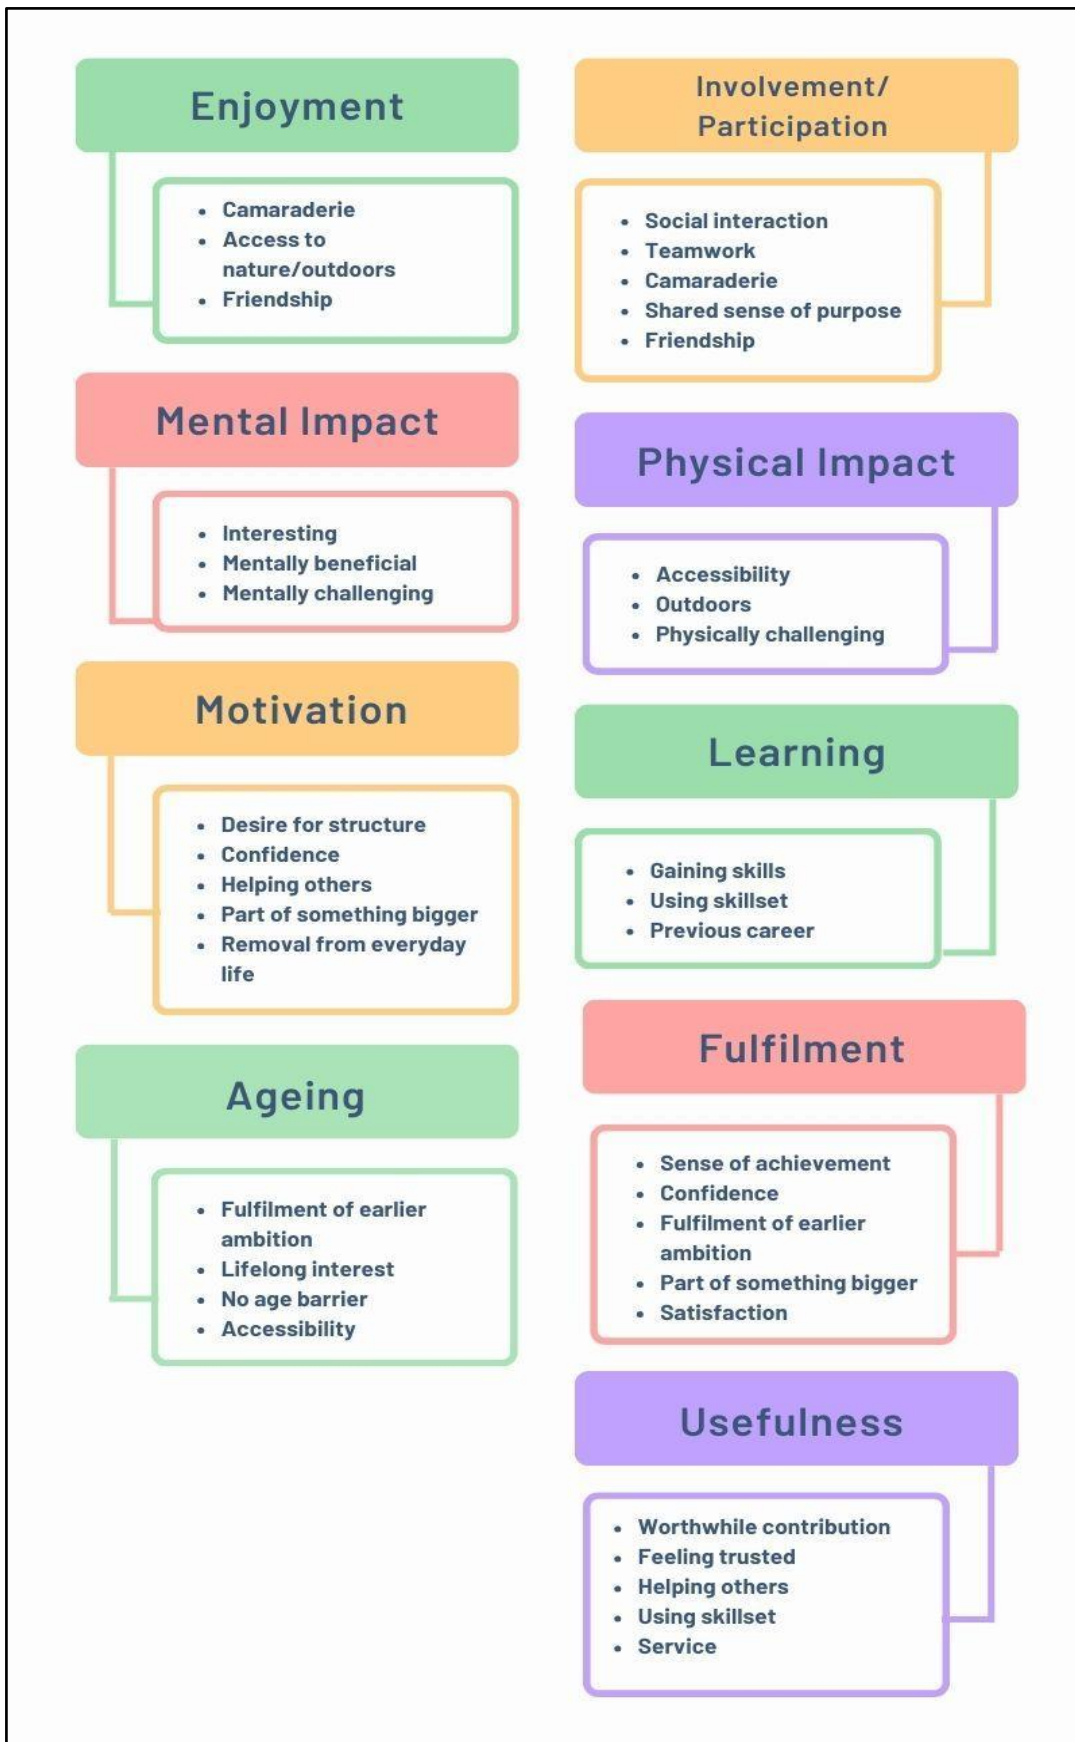 Enjoyment
• Camaraderie
• Access to
nature/outdoors
• Friendship
Involvement/
Participation
• Social interaction
• Teamwork
• Camaraderie
• Shared sense of purpose
• Friendship
Mental Impact
• Interesting
• Mentally beneficial
• Mentally challenging
Physical Impact
• Accessibility
• Outdoors
• Physically challenging
Motivation
• Desire for structure
• Confidence
• Helping others
• Part of something bigger
• Removal from everyday
life
Learning
• Gaining skills
• Using skillset
• Previous career
Ageing
• Fulfilment of earlier
ambition
• Lifelong interest
• No age barrier
• Accessibility
Fulfilment
• Sense of achievement
• Confidence
• Fulfilment of earlier
ambition
• Part of something bigger
• Satisfaction
Usefulness
• Worthwhile contribution
• Feeling trusted
• Helping others
• Using skillset
• Service